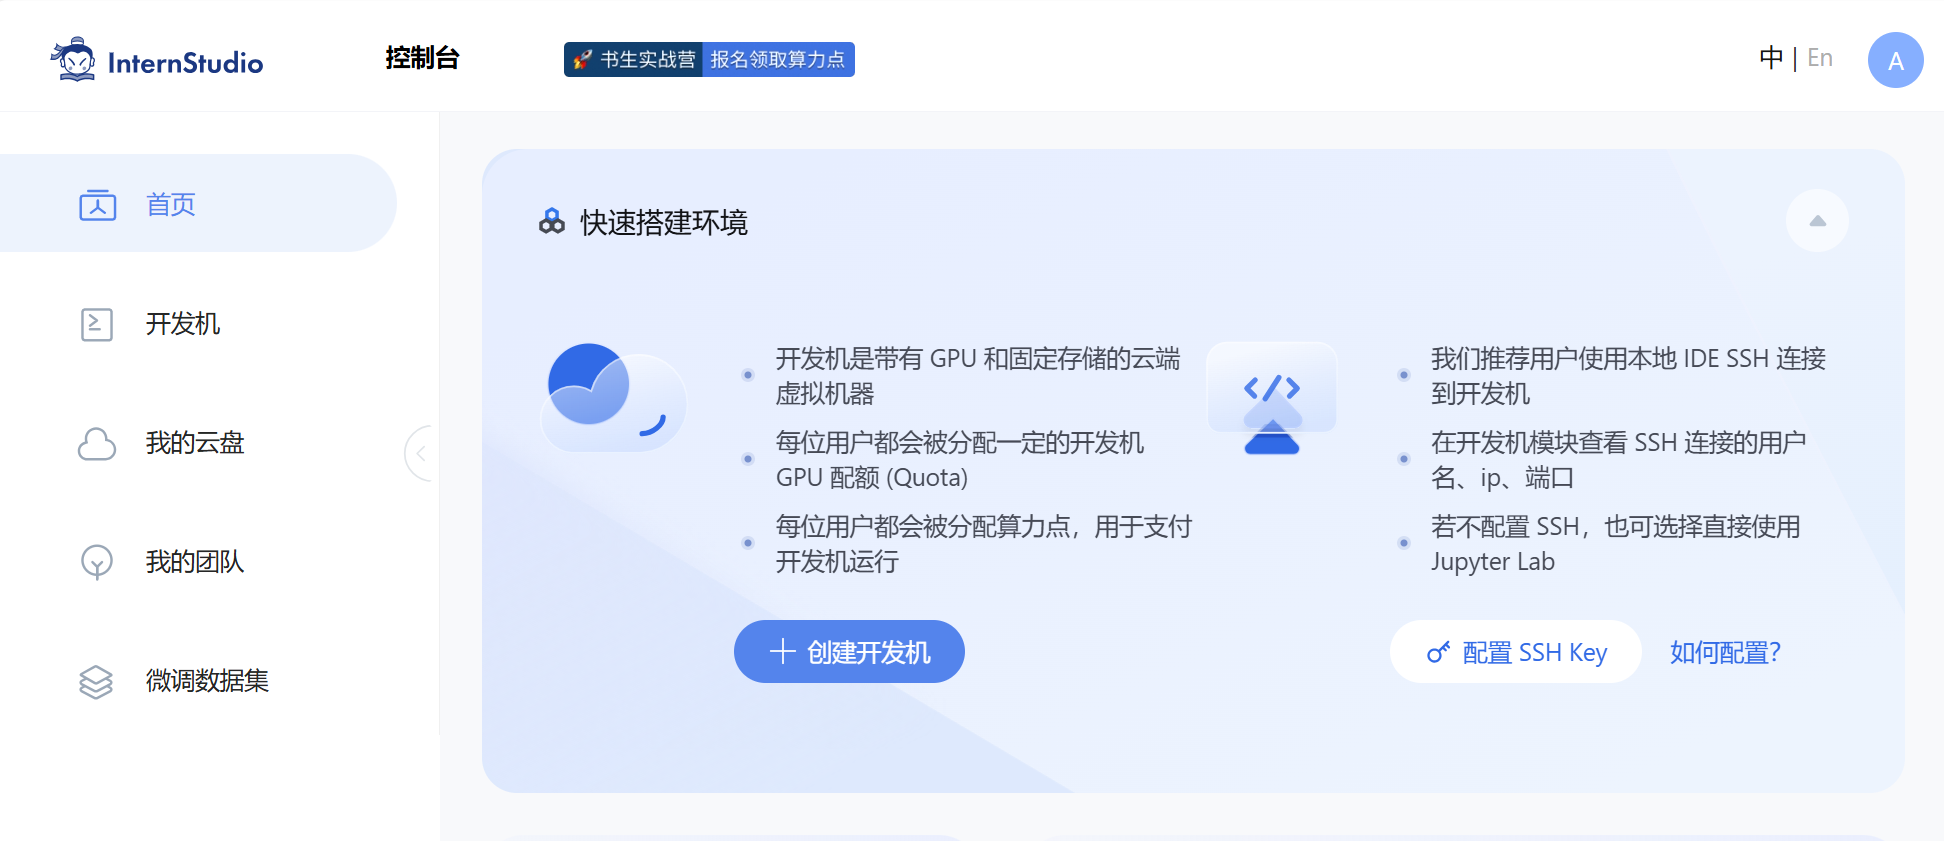 InternStudio
控制台
书生实战营 报名领取算力点
中 | En
A
首页
开发机
我的云盘
我的团队
微调数据集
快速搭建环境
开发机是带有 GPU 和固定存储的云端
虚拟机器
每位用户都会被分配一定的开发机
GPU 配额 (Quota)
每位用户都会被分配算力点，用于支付
开发机运行
创建开发机
我们推荐用户使用本地 IDE SSH 连接
到开发机
在开发机模块查看 SSH 连接的用户
名、ip、端口
若不配置 SSH，也可选择直接使用
Jupyter Lab
配置 SSH Key
如何配置?